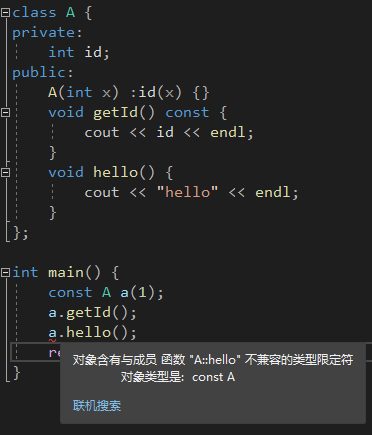 class A {
private:
    int id;
public:
    A(int x) :id(x) {}
    void getId() const {
        cout << id << endl;
    }
    void hello() {
        cout << "hello" << endl;
    }
};
int main() {
    const A a(1);
    a.getId();
    a.hello();
    re
对象含有与成员 函数 "A::hello" 不兼容的类型限定符
对象类型是: const A
联机搜索
}